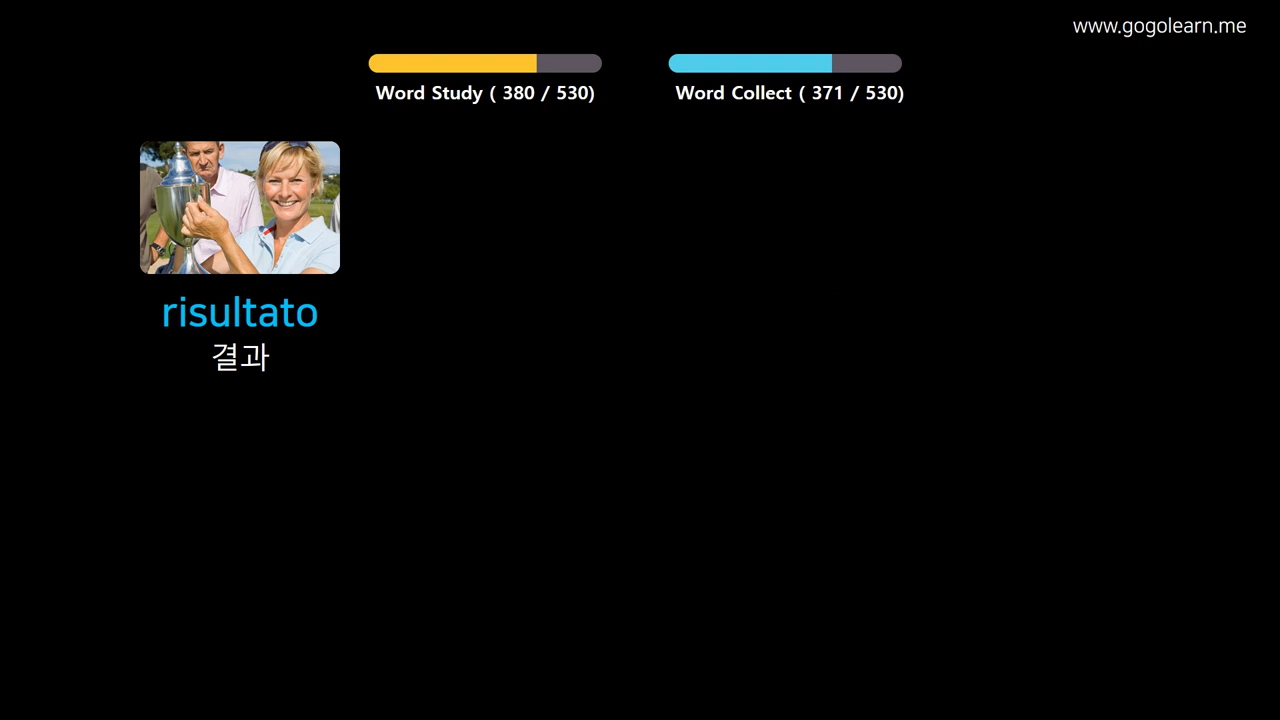 www.gogolearn.me
Word Study ( 380 / 530)
Word Collect ( 371 / 530)
risultato
결과